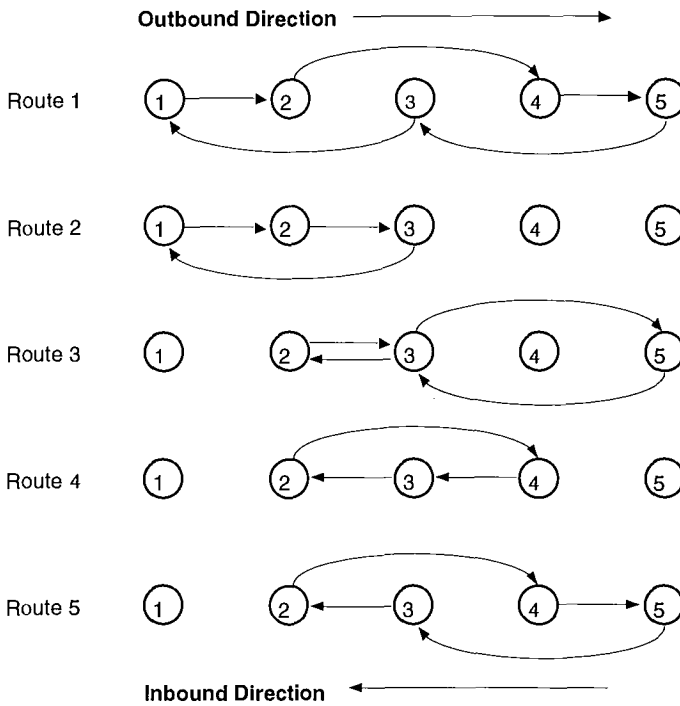 Outbound Direction
Route 1 1 2 3 4 5
Route 2 1 2 3 4 5
Route 3 1 2 3 4 5
Route 4 1 2 3 4 5
Route 5 1 2 3 4 5
Inbound Direction